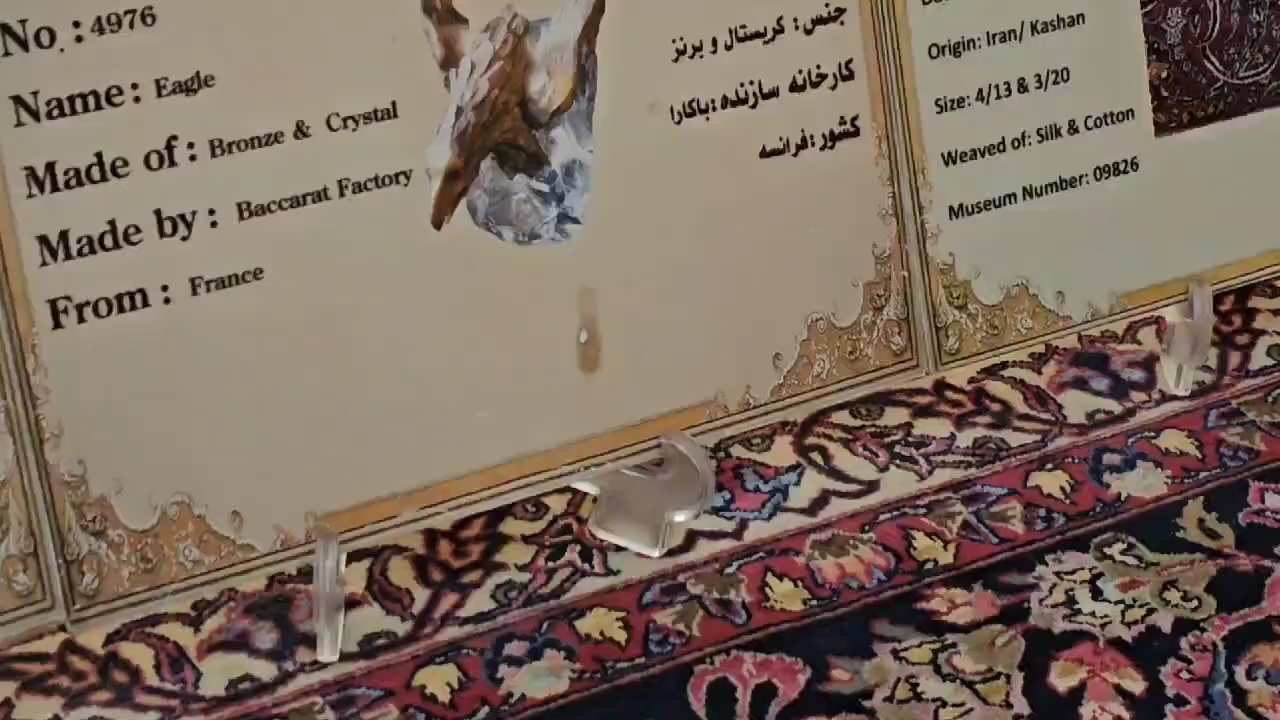 No.: 4976
Name: Eagle
Made of: Bronze & Crystal
Made by: Baccarat Factory
From: France
جنس: کریستال و برنز
کارخانه سازنده: باکارا
کشور: فرانسه
Origin: Iran/ Kashan
Size: 4/13 & 3/20
Weaved of: Silk & Cotton
Museum Number: 09826